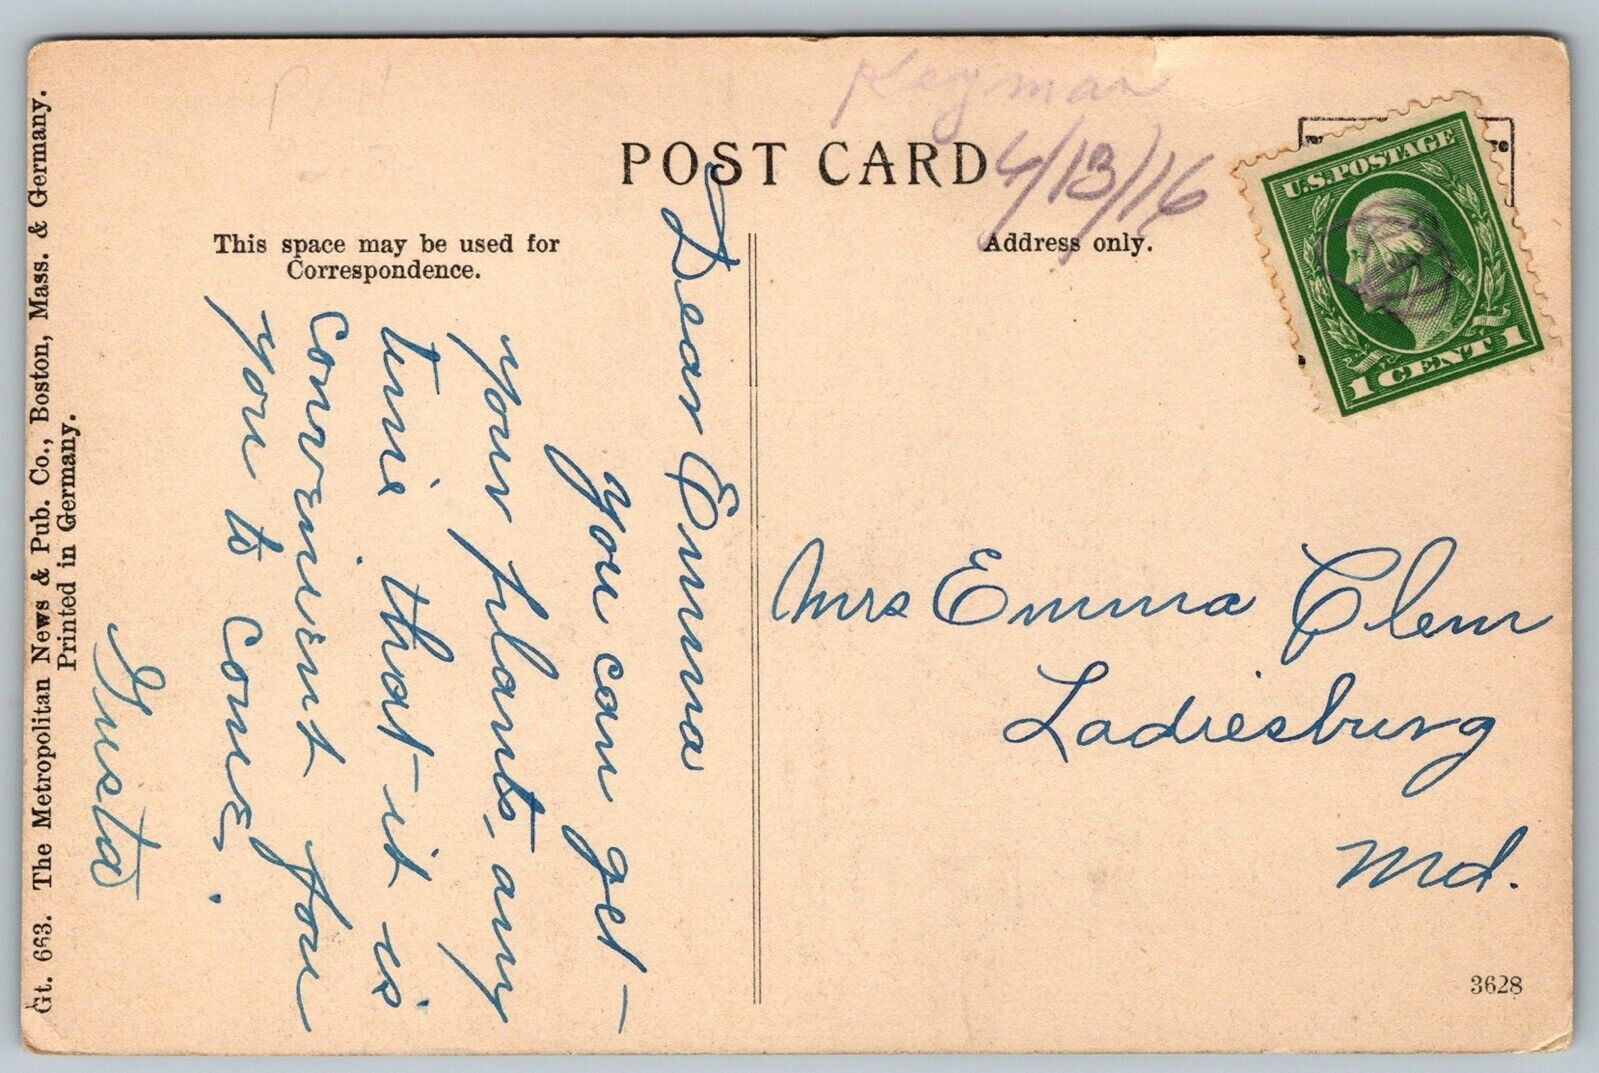 Keymar
4/13/16
POST CARD
This space may be used for
Correspondence.
Address only.
U.S. POSTAGE
1 CENT 1
Dear Emma
You can get
your plants, any
time that it is
convenient for
you to come.
Gusta
Mrs Emma Clem
Ladiesburg
Md.
3628
Gt. 663. The Metropolitan News & Pub. Co., Boston, Mass. & Germany.
Printed in Germany.